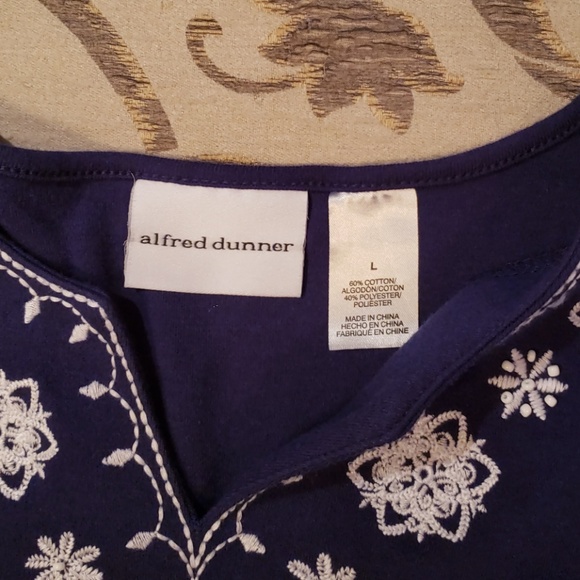 alfred dunner
L
60% COTTON/
ALGODÓN/COTON
40% POLYESTER/
POLIÉSTER
MADE IN CHINA
HECHO EN CHINA
FABRIQUÉ EN CHINE